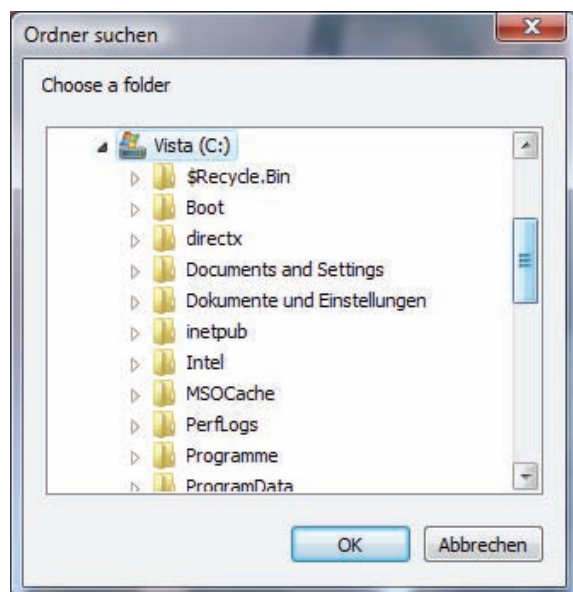 Ordner suchen
Choose a folder
Vista (C:)
$Recycle.Bin
Boot
directx
Documents and Settings
Dokumente und Einstellungen
inetpub
Intel
MSOCache
PerfLogs
Programme
ProgramData
OK
Abbrechen